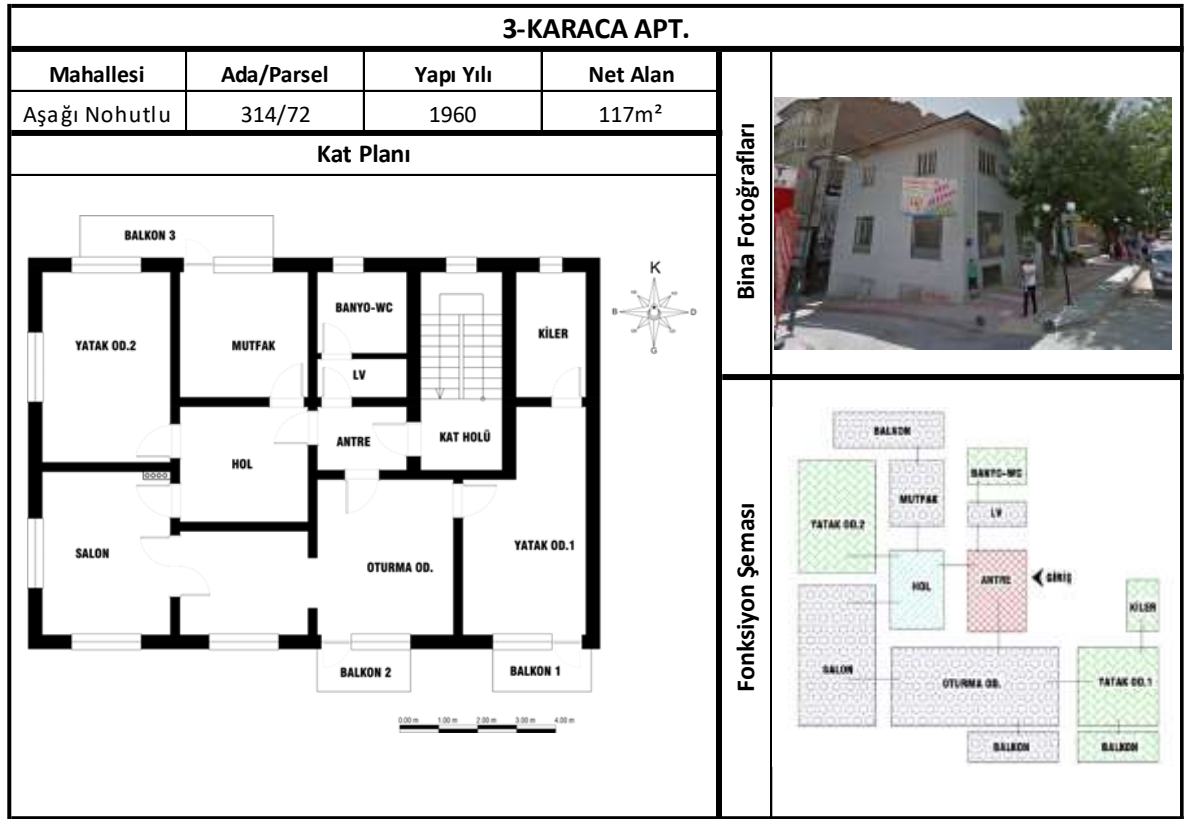 3-KARACA APT.
Mahallesi Ada/Parsel Yapı Yılı Net Alan
Aşağı Nohutlu 314/72 1960 117m²
Kat Planı
BALKON 3
YATAK OD.2
MUTFAK
BANYO-WC
LV
KİLER
ANTRE
KAT HOLÜ
HOL
SALON
OTURMA OD.
YATAK OD.1
BALKON 2
BALKON 1
K
B
D
G
0.00 m 1.00 m 2.00 m 3.00 m 4.00 m
Bina Fotoğrafları
Fonksiyon Şeması
BALKON
MUTFAK
BANYO-WC
LV
YATAK OD.2
HOL
ANTRE
GİRİŞ
KİLER
SALON
OTURMA OD.
YATAK OD.1
BALKON
BALKON